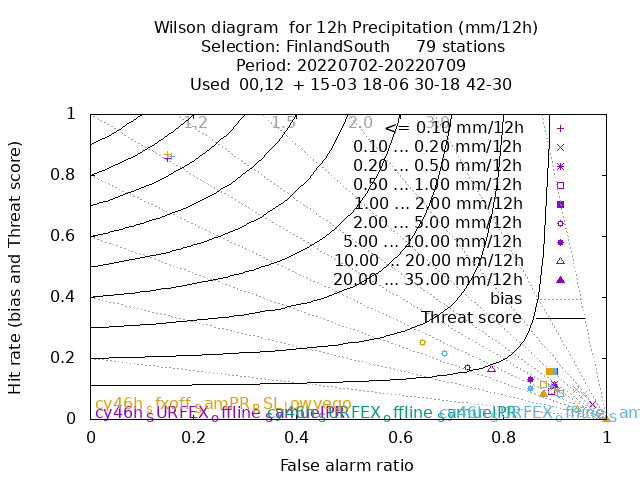 Wilson diagram  for 12h Precipitation (mm/12h)
Selection: FinlandSouth     79 stations
Period: 20220702-20220709
Used  00,12  + 15-03 18-06 30-18 42-30
Hit rate (bias and Threat score)
1
0.8
0.6
0.4
0.2
0
1.2
1.5
2.0
3.0
<= 0.10 mm/12h
0.10 ... 0.20 mm/12h
0.20 ... 0.50 mm/12h
0.50 ... 1.00 mm/12h
1.00 ... 2.00 mm/12h
2.00 ... 5.00 mm/12h
5.00 ... 10.00 mm/12h
10.00 ... 20.00 mm/12h
20.00 ... 35.00 mm/12h
bias
Threat score
0
0.2
0.4
0.6
0.8
1
False alarm ratio